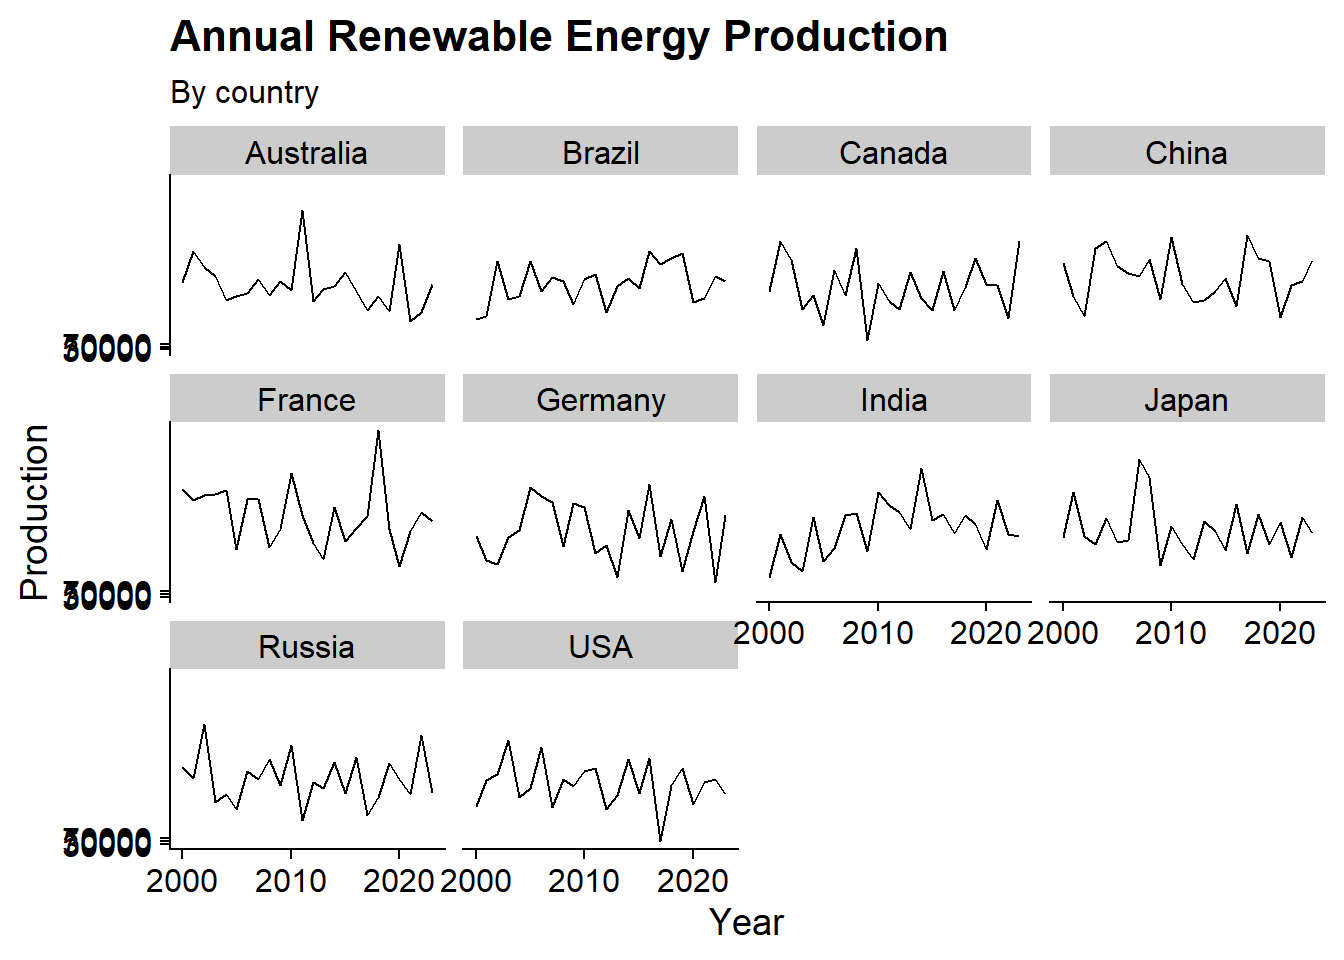 Annual Renewable Energy Production
By country
Australia Brazil Canada China
France Germany India Japan
Production
2000 2010 2020 2000 2010 2020
Russia USA
2000 2010 2020 2000 2010 2020
Year